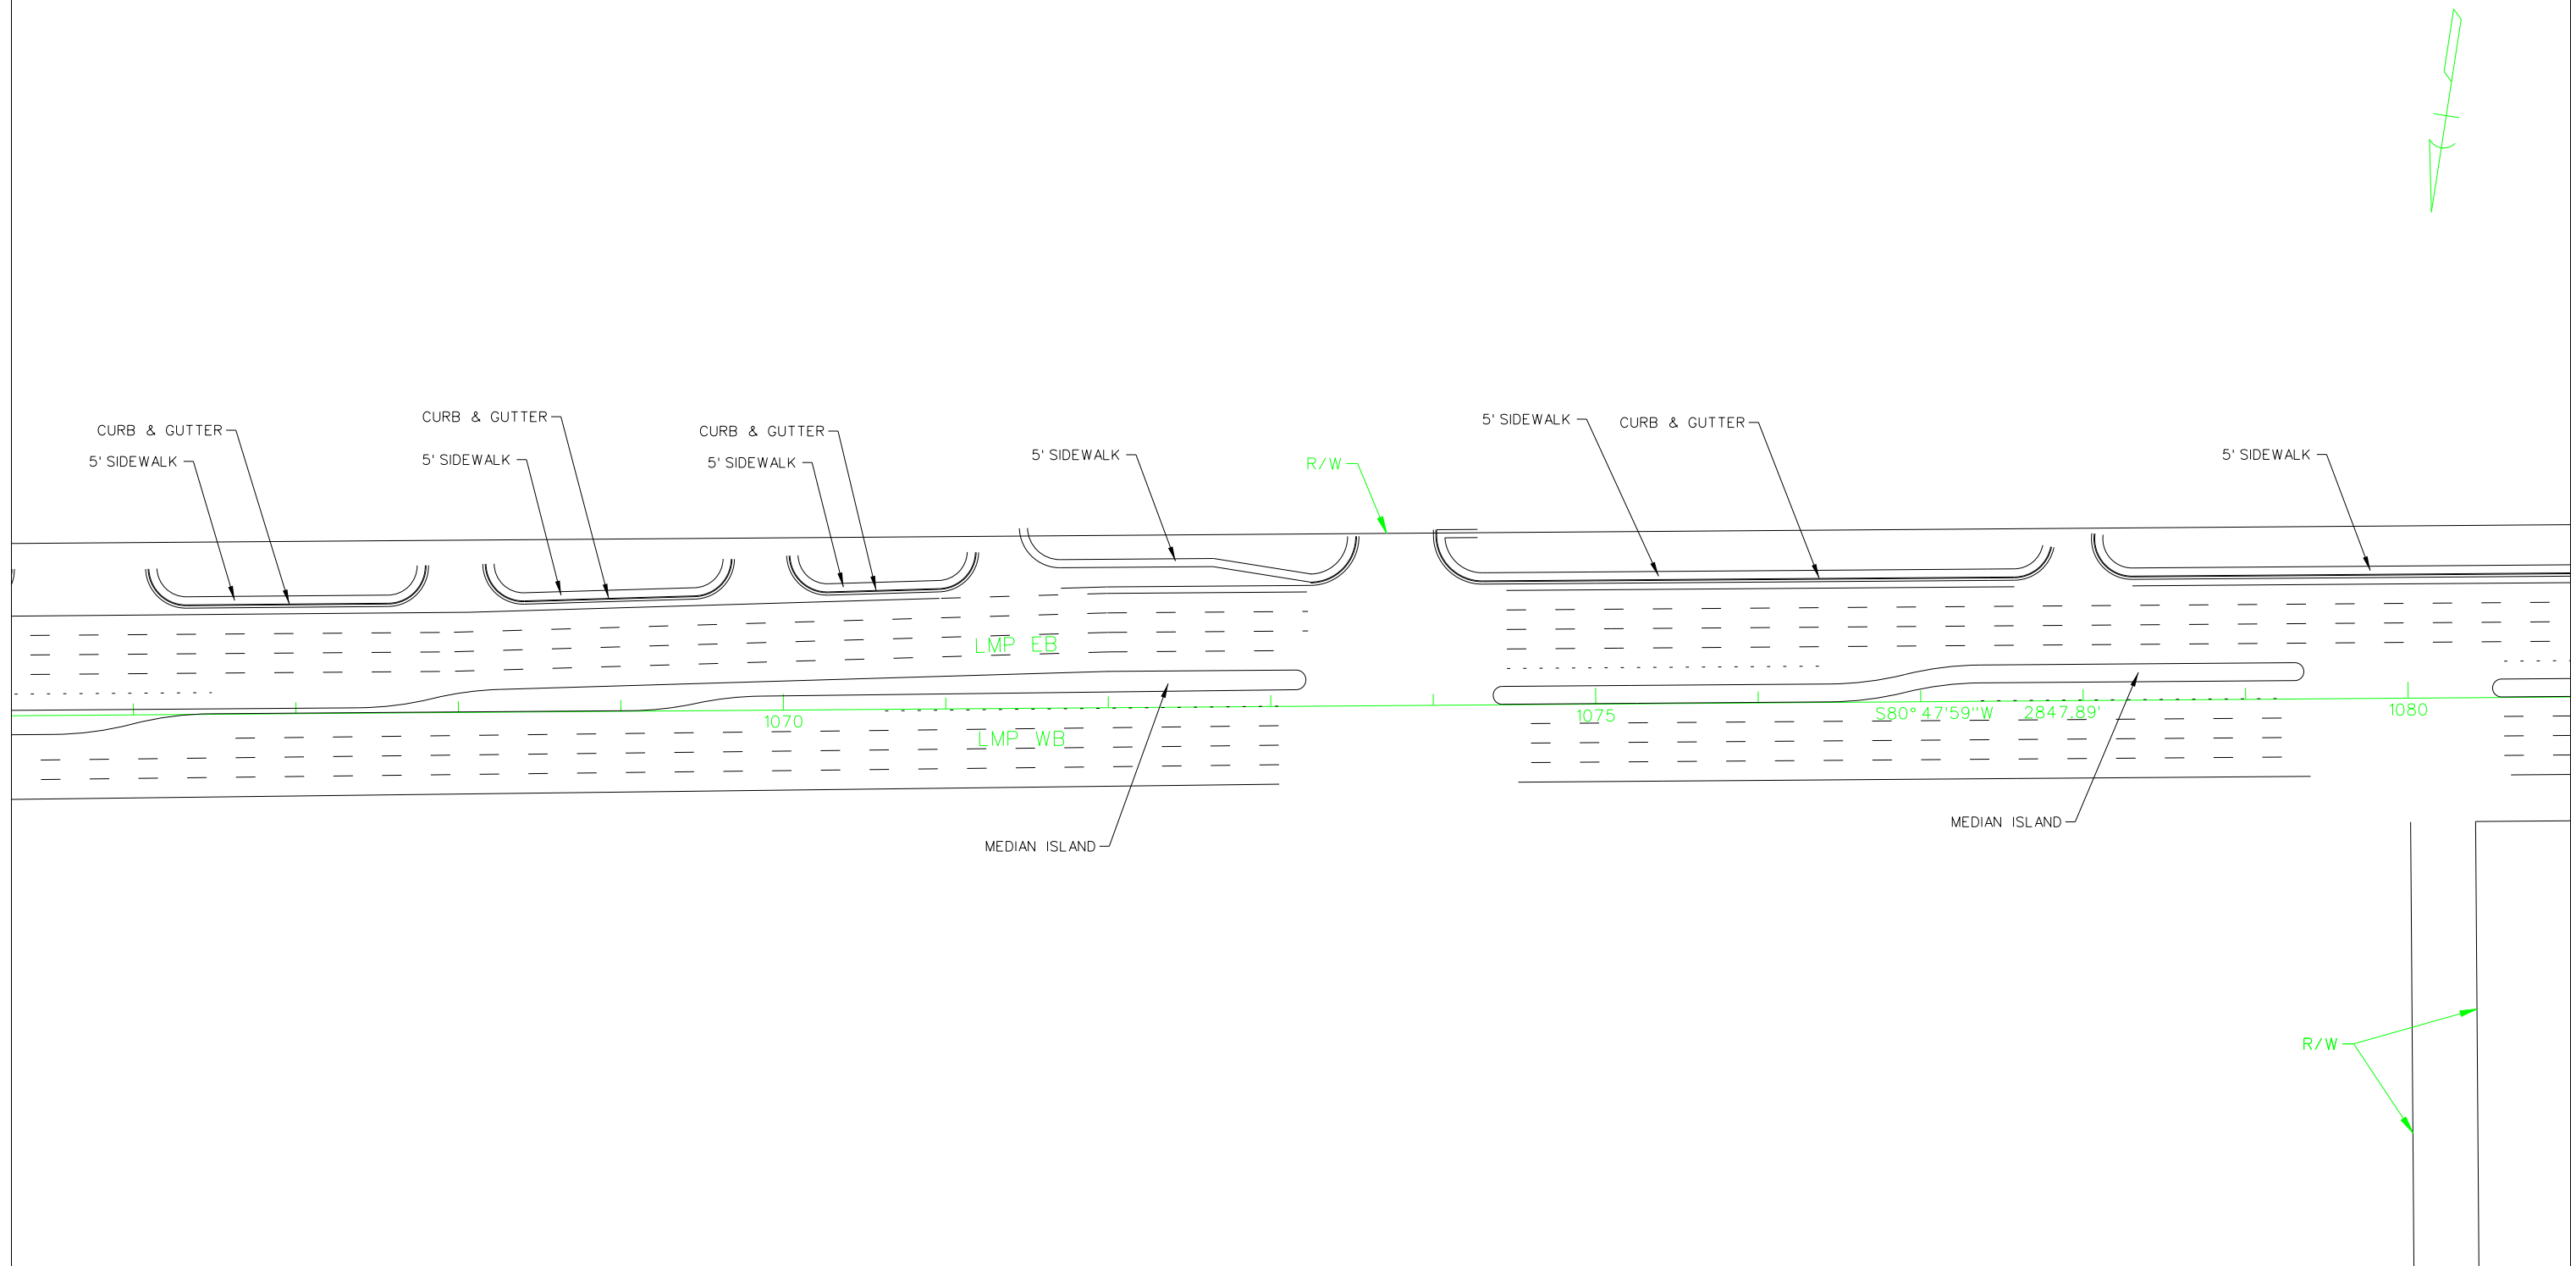 CURB & GUTTER
5' SIDEWALK
CURB & GUTTER
5' SIDEWALK
CURB & GUTTER
5' SIDEWALK
5' SIDEWALK
R/W
5' SIDEWALK
CURB & GUTTER
5' SIDEWALK
LMP EB
1070
1075
S80°47'59"W 2847.89'
1080
LMP WB
MEDIAN ISLAND
MEDIAN ISLAND
R/W